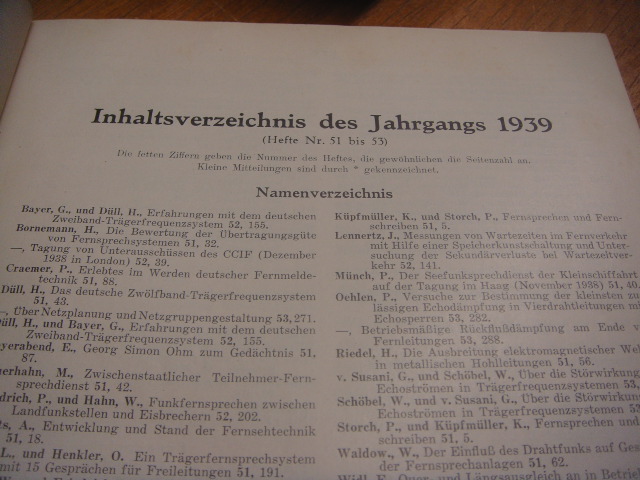 Inhaltsverzeichnis des Jahrgangs 1939
(Hefte Nr. 51 bis 53)
Die fetten Ziffern geben die Nummer des Heftes, die gewöhnlichen die Seitenzahl an.
Kleine Mitteilungen sind durch * gekennzeichnet.
Namenverzeichnis
Bayer, G., und Düll, H., Erfahrungen mit dem deutschen
Zweiband-Trägerfrequenzsystem 52, 155.
Bornemann, H., Die Bewertung der Übertragungsgüte
von Fernsprechsystemen 51, 32.
—, Tagung von Unterausschüssen des CCIF (Dezember
1938 in London) 52, 39.
Craemer, P., Erlebtes im Werden deutscher Fernmelde-
technik 51, 88.
Düll, H., Das deutsche Zwölfband-Trägerfrequenzsystem
51, 43.
—, Über Netzplanung und Netzgruppengestaltung 53, 271.
Düll, H., und Bayer, G., Erfahrungen mit dem deutschen
Zweiband-Trägerfrequenzsystem 52, 155.
yerabend, E., Georg Simon Ohm zum Gedächtnis 51,
87.
uerhahn, M., Zwischenstaatlicher Teilnehmer-Fern-
sprechdienst 51, 42.
drich, P., und Hahn, W., Funkfernsprechen zwischen
Landfunkstellen und Eisbrechern 52, 202.
ts, A., Entwicklung und Stand der Fernsehtechnik
51, 18.
L., und Henkler, O. Ein Trägerfernsprechsystem
mit 15 Gesprächen für Freileitungen 51, 191.
Küpfmüller, K., und Storch, P., Fernsprechen und Fern-
schreiben 51, 5.
Lennertz, J., Messungen von Wartezeiten im Fernverkehr
mit Hilfe einer Speicherkunstschaltung und Unter-
suchung der Sekundärverluste bei Wartezeitver-
kehr 52, 141.
Münch, P., Der Seefunksprechdienst der Kleinschiffahrt
auf der Tagung im Haag (November 1938) 51, 40.
Oehlen, P., Versuche zur Bestimmung der kleinsten zu-
lässigen Echodämpfung in Vierdrahtleitungen mit
Echosperren 53, 282.
—, Betriebsmäßige Rückflußdämpfung am Ende v
Fernleitungen 53, 288.
Riedel, H., Die Ausbreitung elektromagnetischer Wel
in metallischen Hohlleitungen 51, 56.
v. Susani, G., und Schöbel, W., Über die Störwirkung
Echoströmen in Trägerfrequenzsystemen 53,
Schöbel, W., und v. Susani, G., Über die Störwirkun
Echoströmen in Trägerfrequenzsystemen 53
Storch, P., und Küpfmüller, K., Fernsprechen und
schreiben 51, 5.
Waldow, W., Der Einfluß des Drahtfunks auf Ges
der Fernsprechanlagen 51, 62.